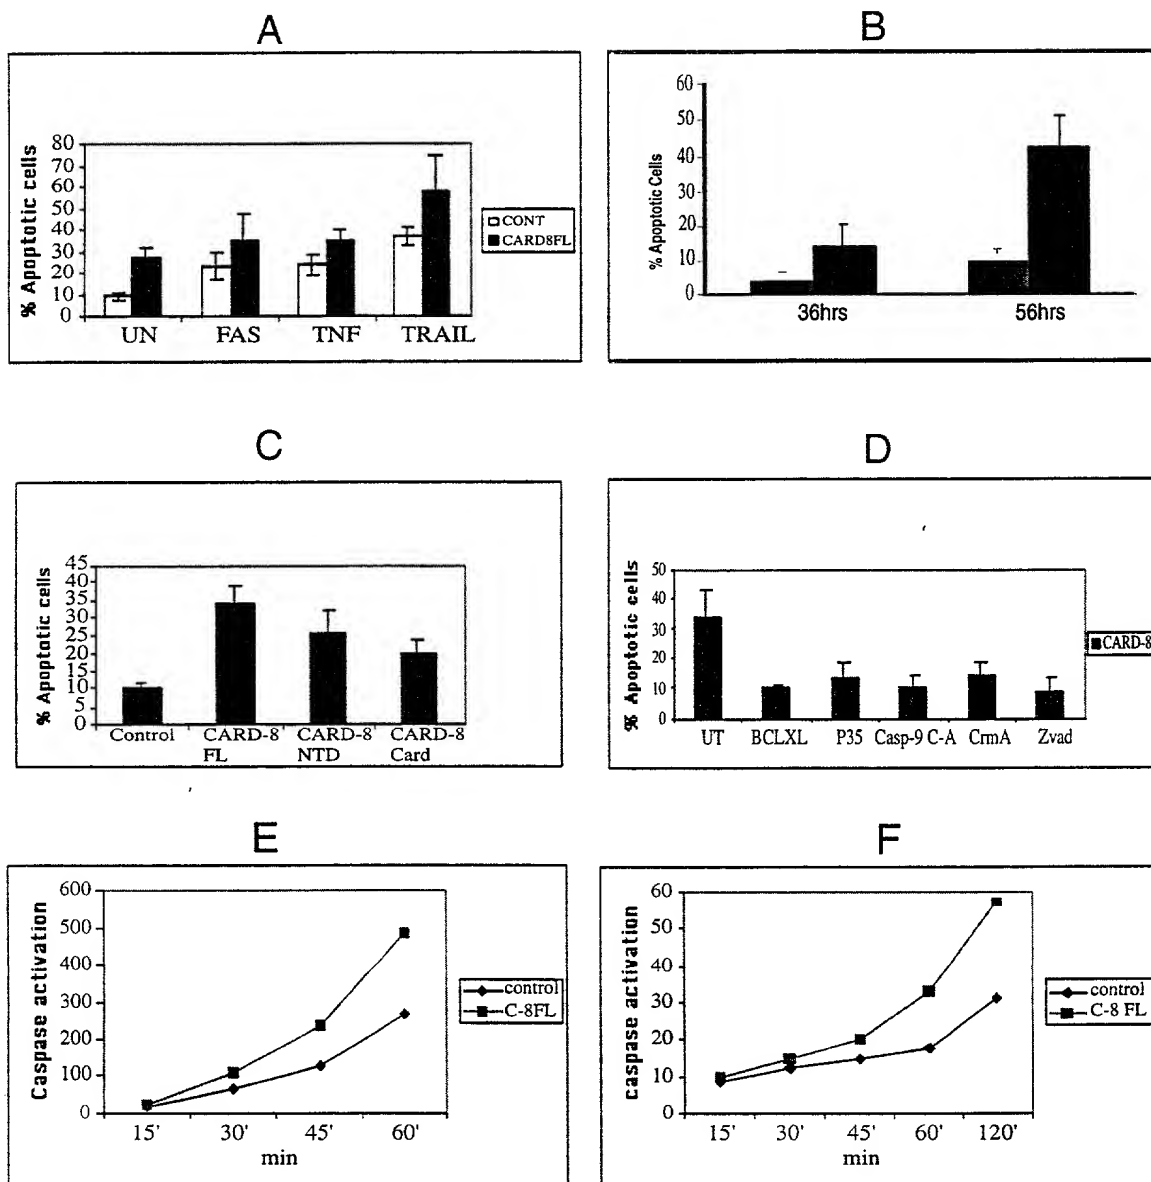 A
% Apoptotic cells
80
70
60
50
40
30
20
10
0
UN FAS TNF TRAIL
CONT
CARD8FL
B
% Apoptotic Cells
60
50
40
30
20
10
0
36hrs 56hrs
C
% Apoptotic cells
45
40
35
30
25
20
15
10
5
0
Control CARD-8 CARD-8 CARD-8
FL NTD Card
D
% Apoptotic cells
50
40
30
20
10
0
UT BCLXL P35 Casp-9 C-A CrmA Zvad
CARD-8
E
Caspase activation
600
500
400
300
200
100
0
15' 30' 45' 60'
min
control
C-8FL
F
caspase activation
60
50
40
30
20
10
0
15' 30' 45' 60' 120'
min
control
C-8 FL